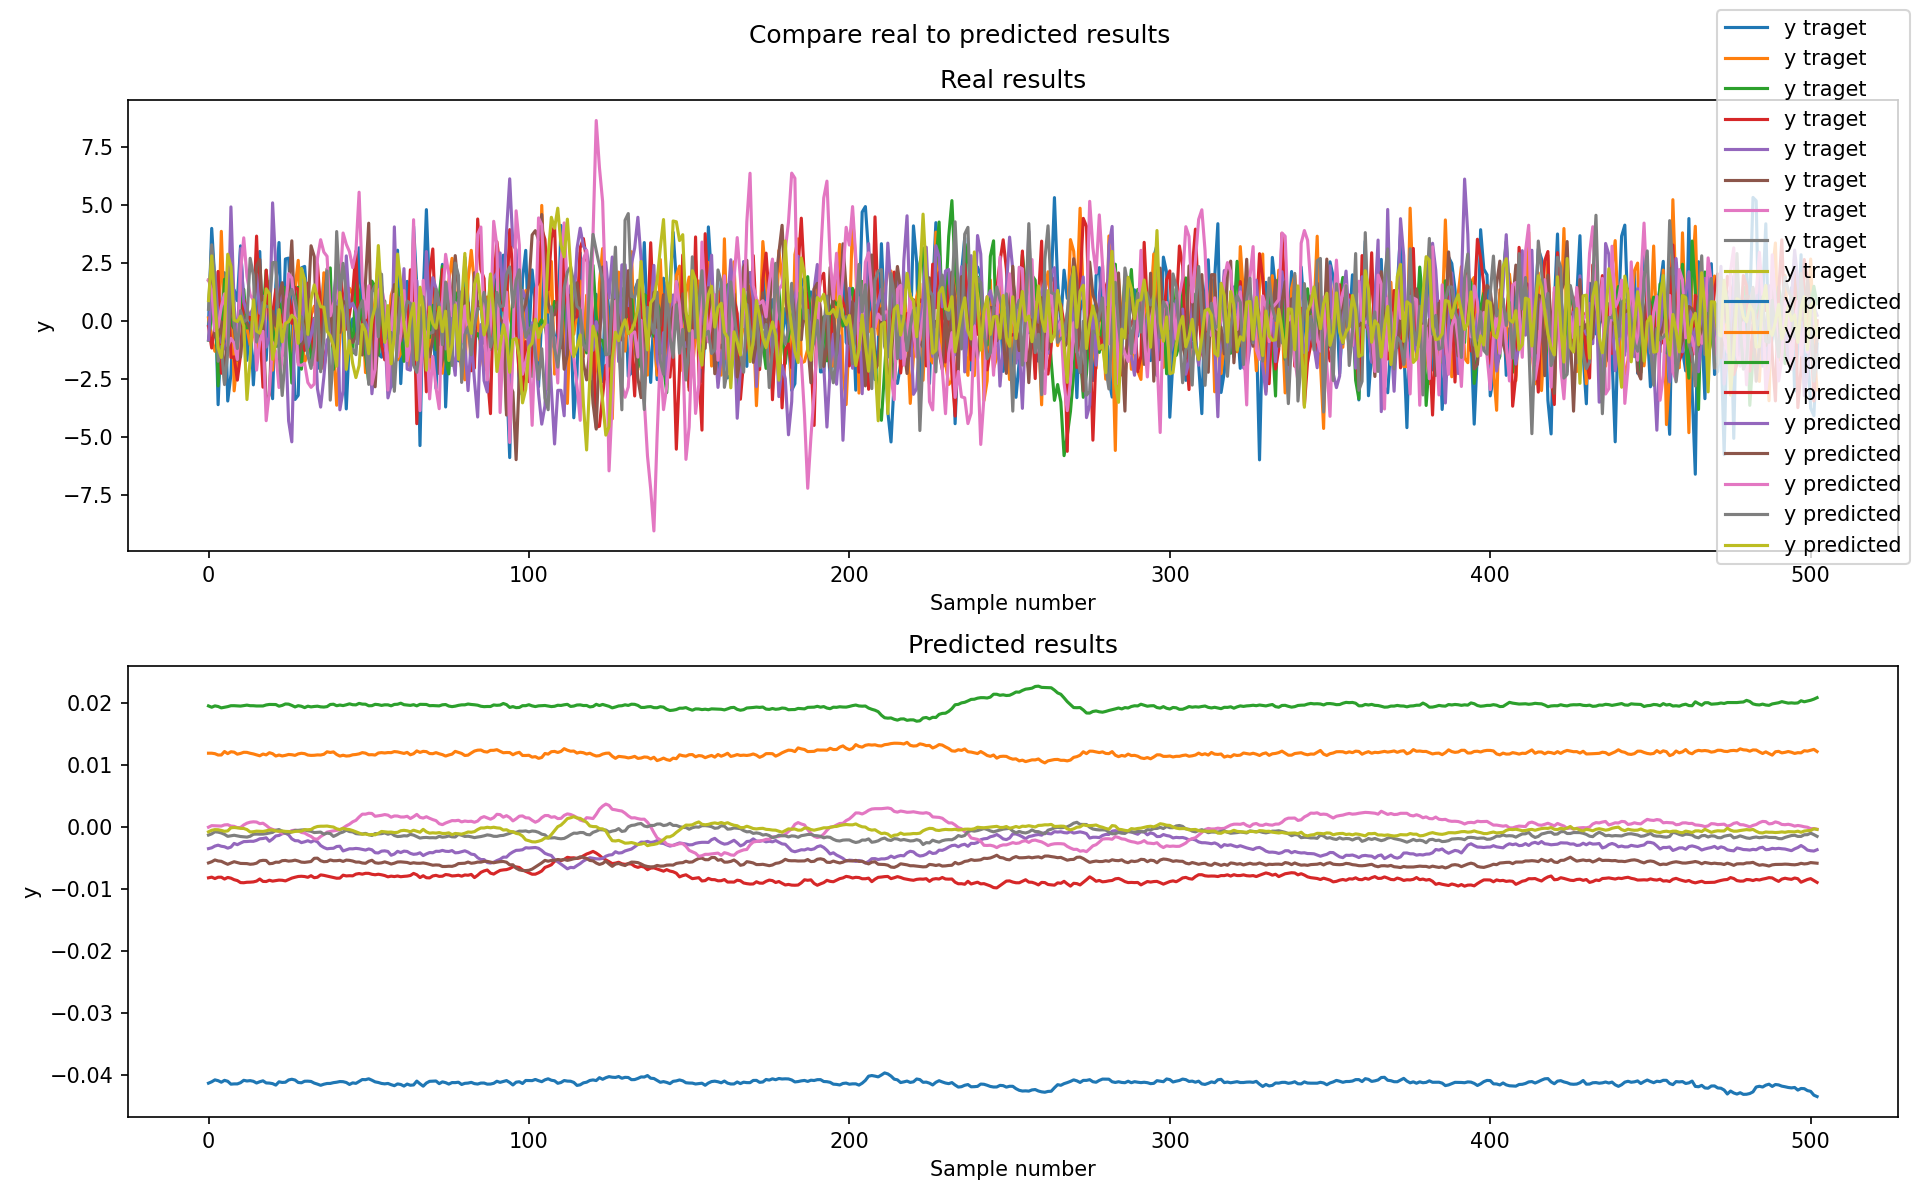 Compare real to predicted results
Real results
y traget
y traget
y traget
y traget
y traget
y traget
y traget
y traget
y traget
y predicted
y predicted
y predicted
y predicted
y predicted
y predicted
y predicted
y predicted
y predicted
7.5
5.0
2.5
0.0
−2.5
−5.0
−7.5
y
0 100 200 300 400 500
Sample number
Predicted results
0.02
0.01
0.00
−0.01
−0.02
−0.03
−0.04
y
0 100 200 300 400 500
Sample number